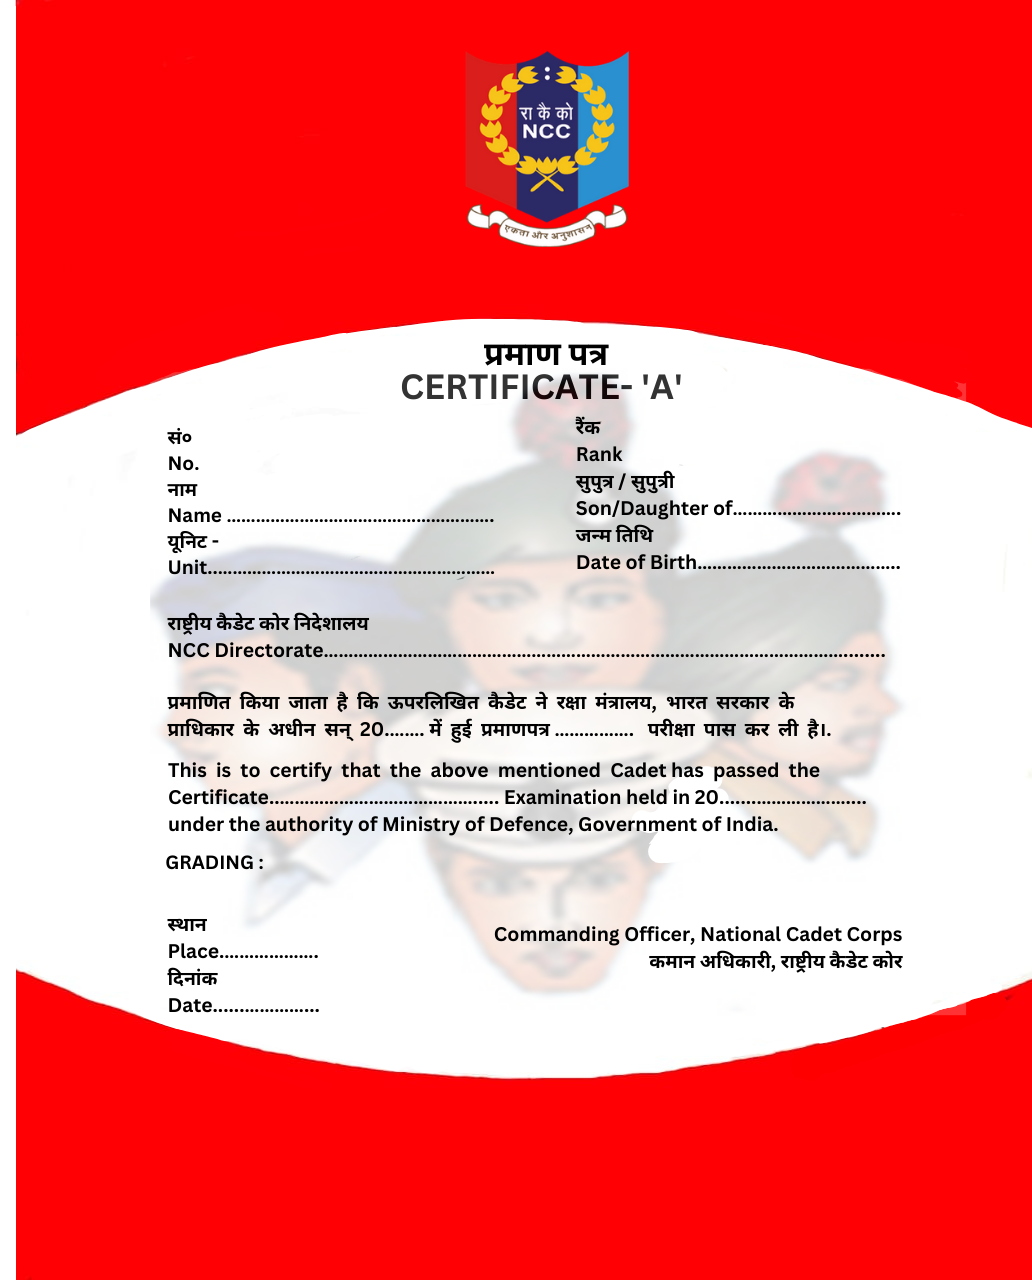 रा कै को
NCC
एकता और अनुशासन
प्रमाण पत्र
CERTIFICATE- 'A'
सं०
No.
नाम
Name ........................................................
यूनिट -
Unit............................................................
रैंक
Rank
सुपुत्र / सुपुत्री
Son/Daughter of...................................
जन्म तिथि
Date of Birth..........................................
राष्ट्रीय कैडेट कोर निदेशालय
NCC Directorate....................................................................................................................
प्रमाणित किया जाता है कि ऊपरलिखित कैडेट ने रक्षा मंत्रालय, भारत सरकार के
प्राधिकार के अधीन सन् 20........ में हुई प्रमाणपत्र ................ परीक्षा पास कर ली है।.
This is to certify that the above mentioned Cadet has passed the
Certificate............................................... Examination held in 20..............................
under the authority of Ministry of Defence, Government of India.
GRADING :
स्थान
Place....................
दिनांक
Date......................
Commanding Officer, National Cadet Corps
कमान अधिकारी, राष्ट्रीय कैडेट कोर